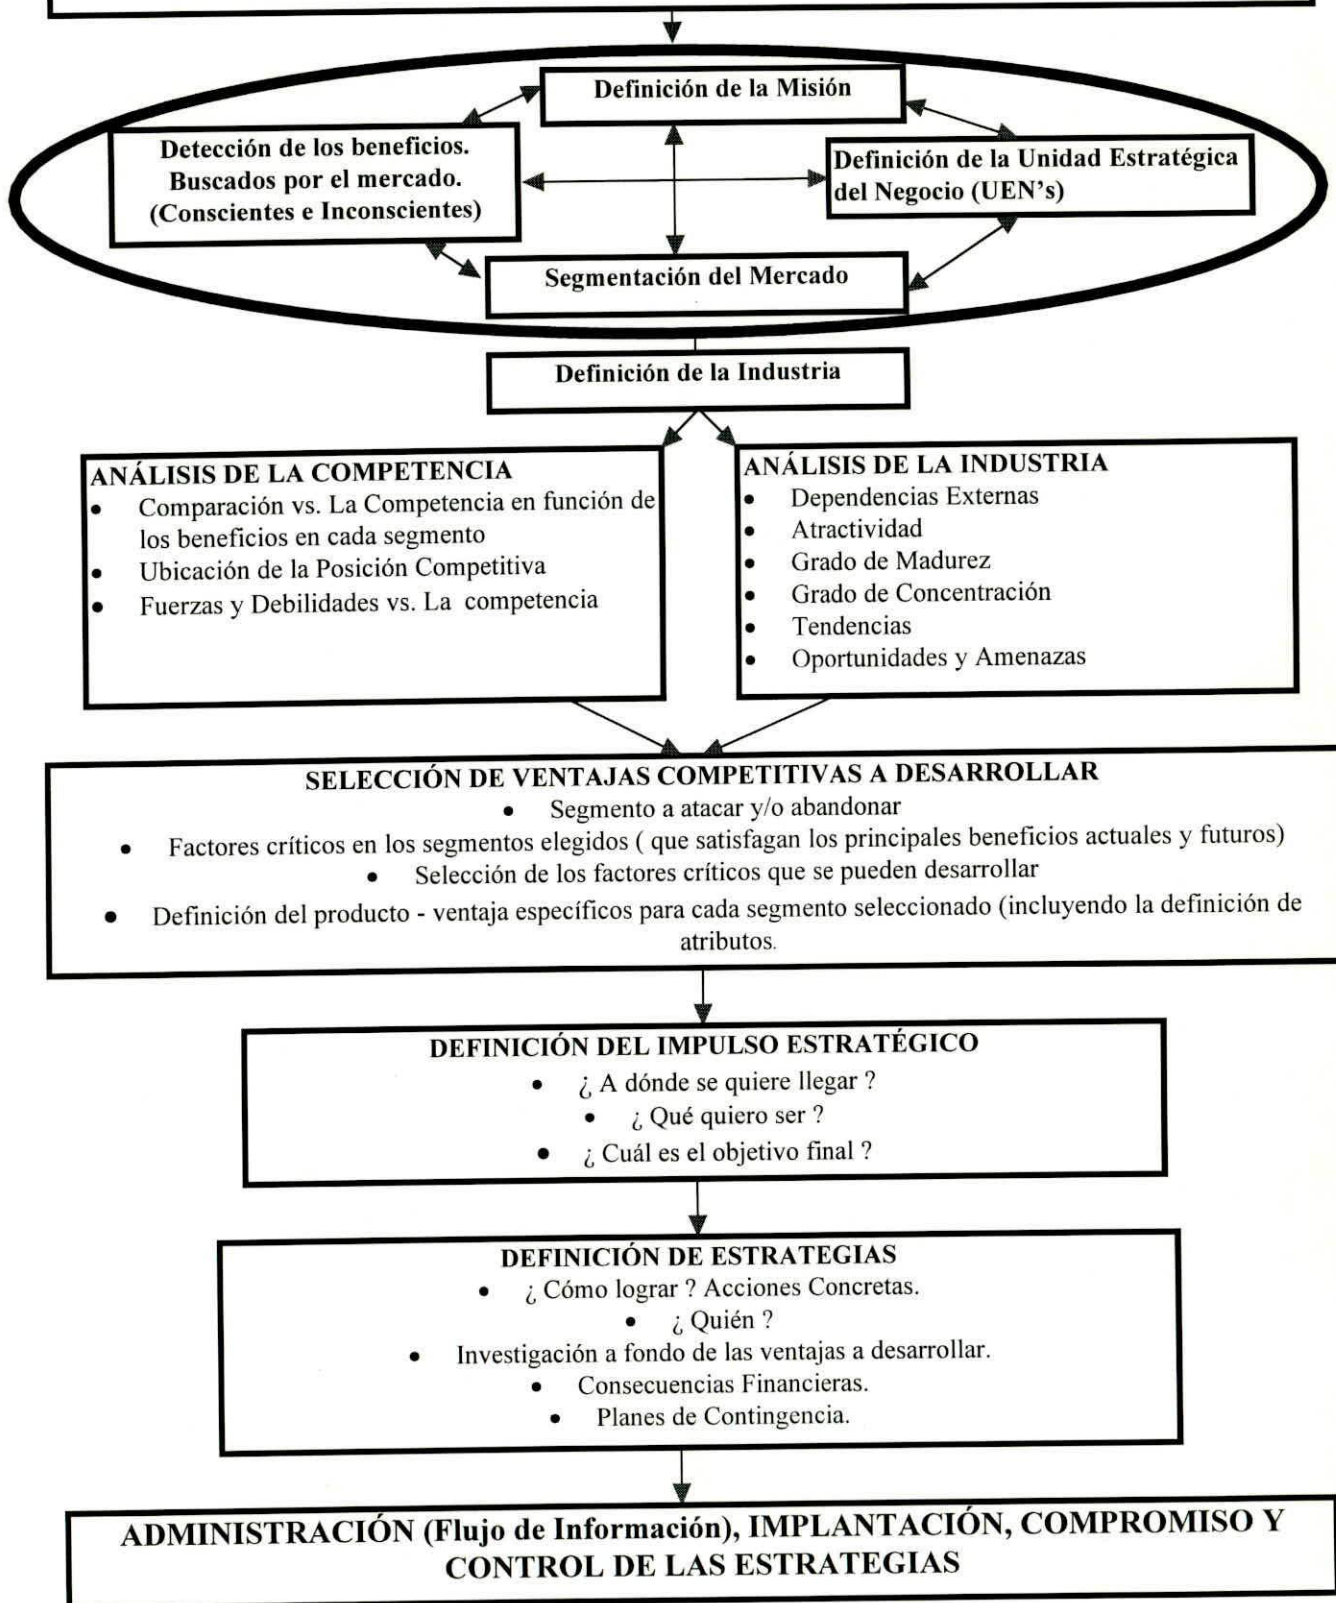 Definición de la Misión
Detección de los beneficios.
Buscados por el mercado.
(Conscientes e Inconscientes)
Definición de la Unidad Estratégica
del Negocio (UEN's)
Segmentación del Mercado
Definición de la Industria
ANÁLISIS DE LA COMPETENCIA
• Comparación vs. La Competencia en función de
los beneficios en cada segmento
• Ubicación de la Posición Competitiva
• Fuerzas y Debilidades vs. La competencia
ANÁLISIS DE LA INDUSTRIA
• Dependencias Externas
• Atractividad
• Grado de Madurez
• Grado de Concentración
• Tendencias
• Oportunidades y Amenazas
SELECCIÓN DE VENTAJAS COMPETITIVAS A DESARROLLAR
• Segmento a atacar y/o abandonar
• Factores críticos en los segmentos elegidos ( que satisfagan los principales beneficios actuales y futuros)
• Selección de los factores críticos que se pueden desarrollar
• Definición del producto - ventaja específicos para cada segmento seleccionado (incluyendo la definición de
atributos.
DEFINICIÓN DEL IMPULSO ESTRATÉGICO
• ¿ A dónde se quiere llegar ?
• ¿ Qué quiero ser ?
• ¿ Cuál es el objetivo final ?
DEFINICIÓN DE ESTRATEGIAS
• ¿ Cómo lograr ? Acciones Concretas.
• ¿ Quién ?
• Investigación a fondo de las ventajas a desarrollar.
• Consecuencias Financieras.
• Planes de Contingencia.
ADMINISTRACIÓN (Flujo de Información), IMPLANTACIÓN, COMPROMISO Y
CONTROL DE LAS ESTRATEGIAS